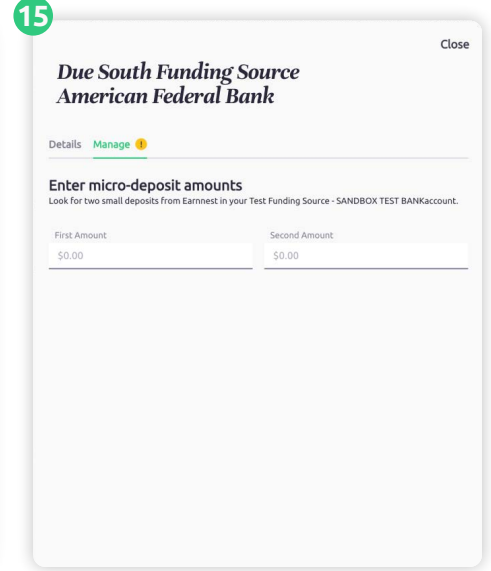 15
Close
Due South Funding Source
American Federal Bank
Details Manage !
Enter micro-deposit amounts
Look for two small deposits from Earnnest in your Test Funding Source - SANDBOX TEST BANKaccount.
First Amount Second Amount
$0.00 $0.00